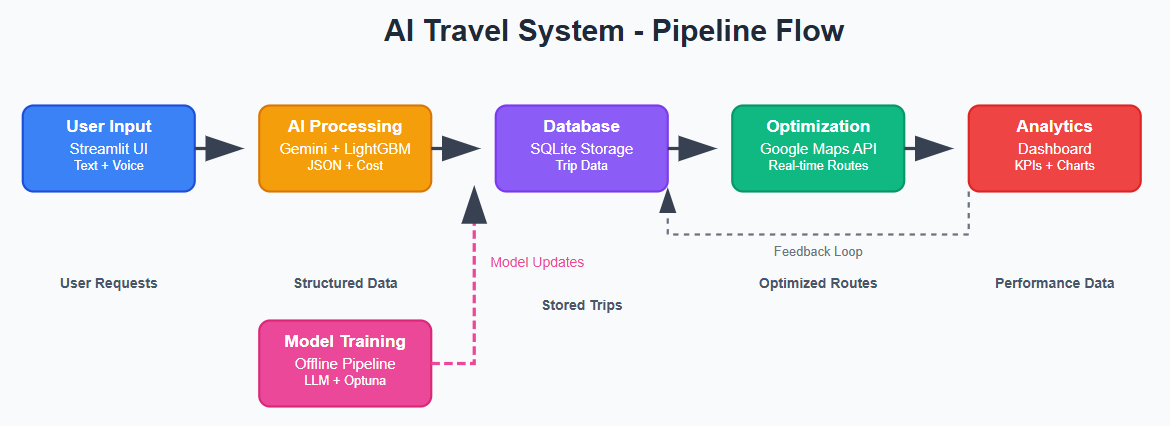 AI Travel System - Pipeline Flow
User Input
Streamlit UI
Text + Voice
AI Processing
Gemini + LightGBM
JSON + Cost
Database
SQLite Storage
Trip Data
Optimization
Google Maps API
Real-time Routes
Analytics
Dashboard
KPIs + Charts
Feedback Loop
Model Updates
User Requests
Structured Data
Stored Trips
Optimized Routes
Performance Data
Model Training
Offline Pipeline
LLM + Optuna